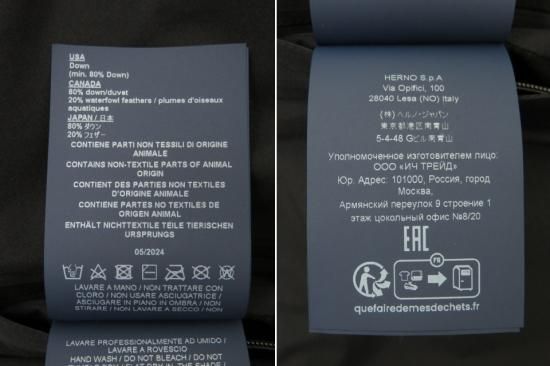 USA
Down
(min. 80% Down)
CANADA
80% down/duvet
20% waterfowl feathers / plumes d'oiseaux
aquatiques
JAPAN / 日本
80% ダウン
20% フェザー
CONTIENE PARTI NON TESSILI DI ORIGINE
ANIMALE
CONTAINS NON-TEXTILE PARTS OF ANIMAL
ORIGIN
CONTIENT DES PARTIES NON TEXTILES
D'ORIGINE ANIMALE
CONTIENE PARTES NO TEXTILES DE
ORIGEN ANIMAL
ENTHÄLT NICHTTEXTILE TEILE TIERISCHEN
URSPRUNGS
05/2024
LAVARE A MANO / NON TRATTARE CON
CLORO / NON USARE ASCIUGATRICE /
ASCIUGARE IN PIANO IN OMBRA / NON
STIRARE / NON LAVARE A SECCO / NON
LAVARE PROFESSIONALMENTE AD UMIDO /
LAVARE A ROVESCIO
HAND WASH / DO NOT BLEACH / DO NOT
HERNO S.p.A
Via Opifici, 100
28040 Lesa (NO) Italy
(株) ヘルノ・ジャパン
東京都港区南青山
5-4-48 Gビル南青山
Уполномоченное изготовителем лицо:
ООО «ИЧ ТРЕЙД»
Юр. Адрес: 101000, Россия, город
Москва,
Армянский переулок 9 строение 1
этаж цокольный офис №8/20
EAC
FR
quefairedemesdechets.fr